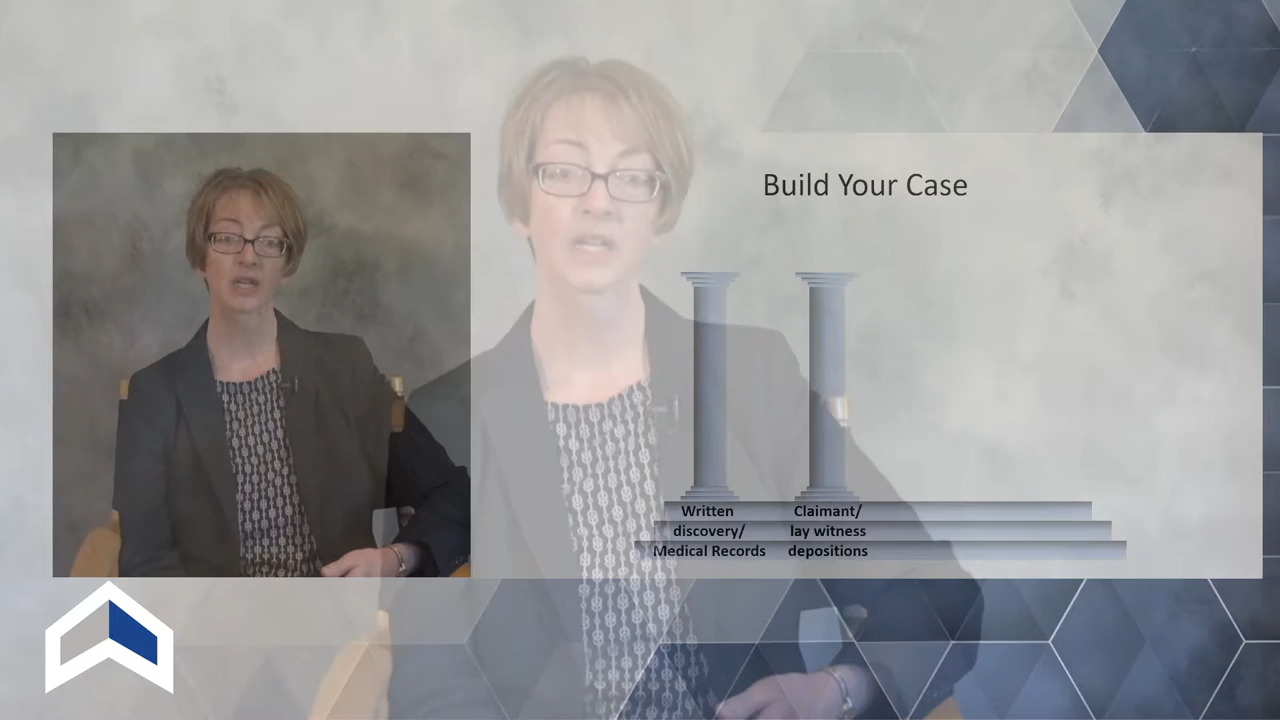 Build Your Case
Written
discovery/
Medical Records
Claimant/
lay witness
depositions